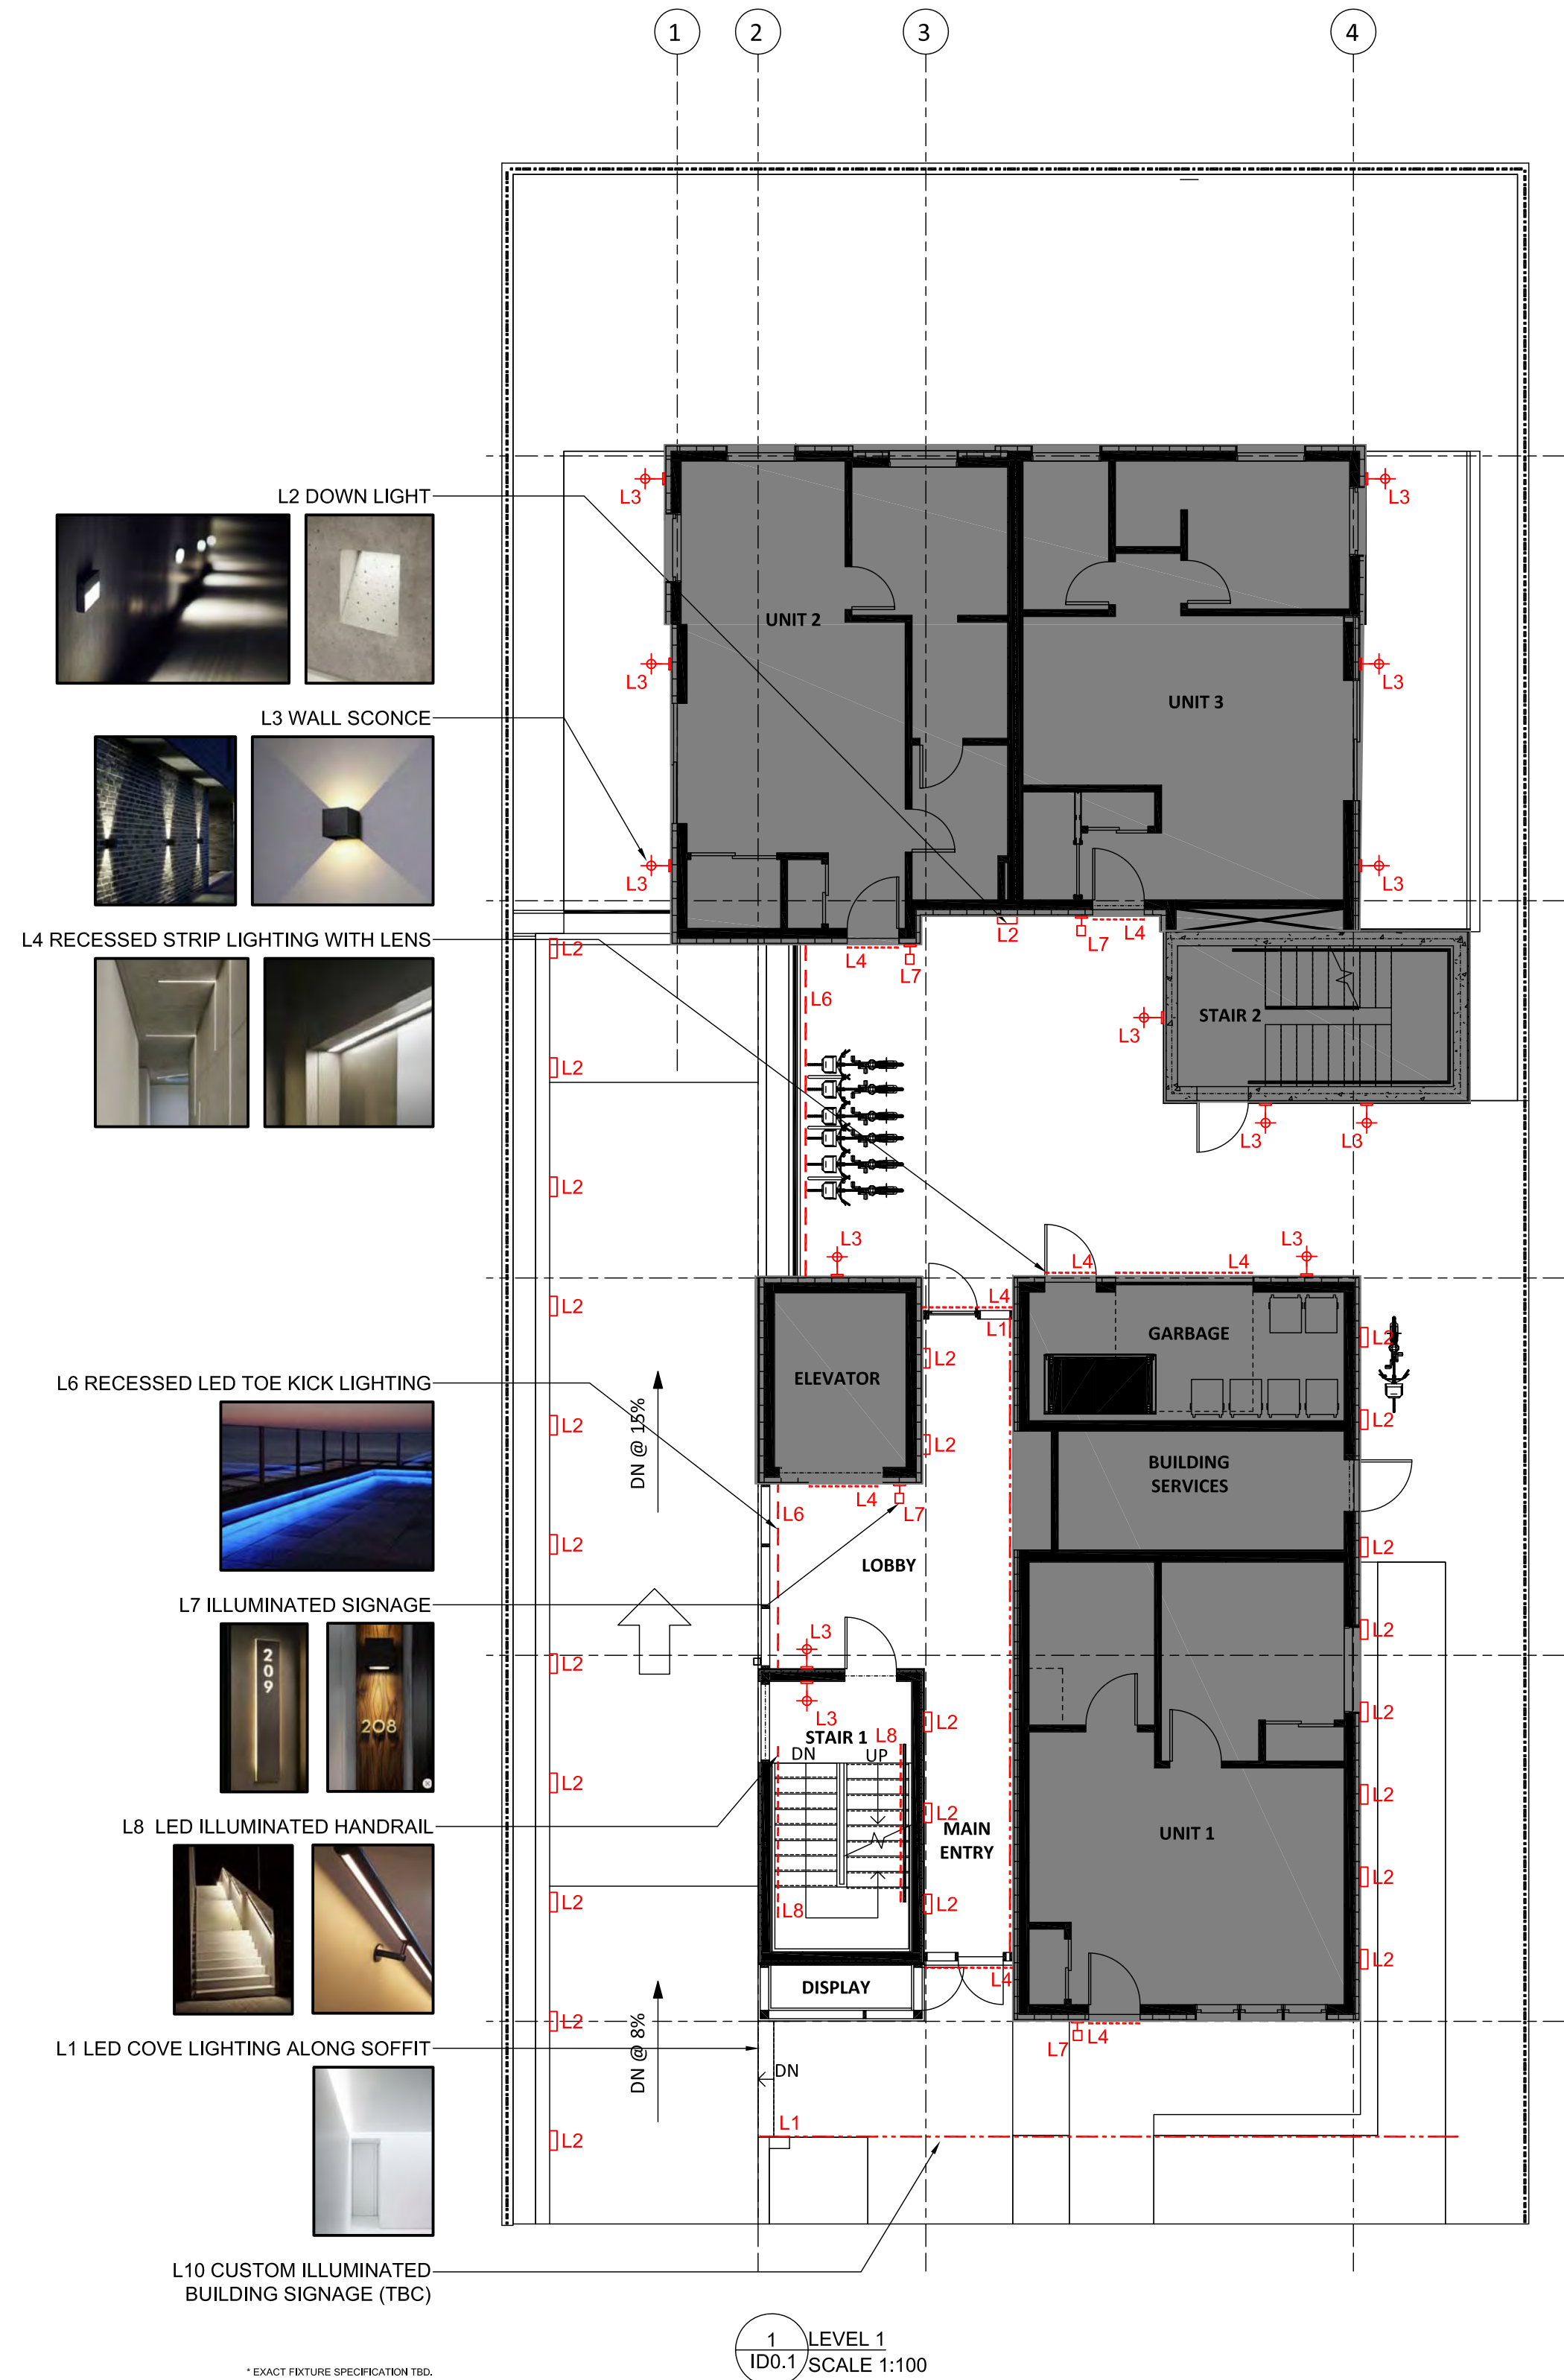 1 2 3 4
L2 DOWN LIGHT
L3 L3
UNIT 2
L3 L3
UNIT 3
L3 WALL SCONCE
L3 L3
L4 RECESSED STRIP LIGHTING WITH LENS
L2 L4 L7 L2 L7 L4
L6
STAIR 2
L3
L2
L3 L3
L2
L3 L3
L4 L4
L2 L4
L1 GARBAGE L2
L2
L6 RECESSED LED TOE KICK LIGHTING
ELEVATOR
DN @ 15%
L2 L2 L2
BUILDING
SERVICES
L6 L4 L7
L2 L2
LOBBY
L7 ILLUMINATED SIGNAGE
209
208
L3 L2
L2
L3 L2 L2
STAIR 1 L8
DN UP
L2 L2
L2
L8 LED ILLUMINATED HANDRAIL
MAIN
ENTRY
UNIT 1
L2
L2 L8 L2
L2
L4
DISPLAY
L2
L7 L4
L1 LED COVE LIGHTING ALONG SOFFIT
DN @ 8%
DN
L1
L2
L10 CUSTOM ILLUMINATED
BUILDING SIGNAGE (TBC)
1 LEVEL 1
ID0.1 SCALE 1:100
* EXACT FIXTURE SPECIFICATION TBD.